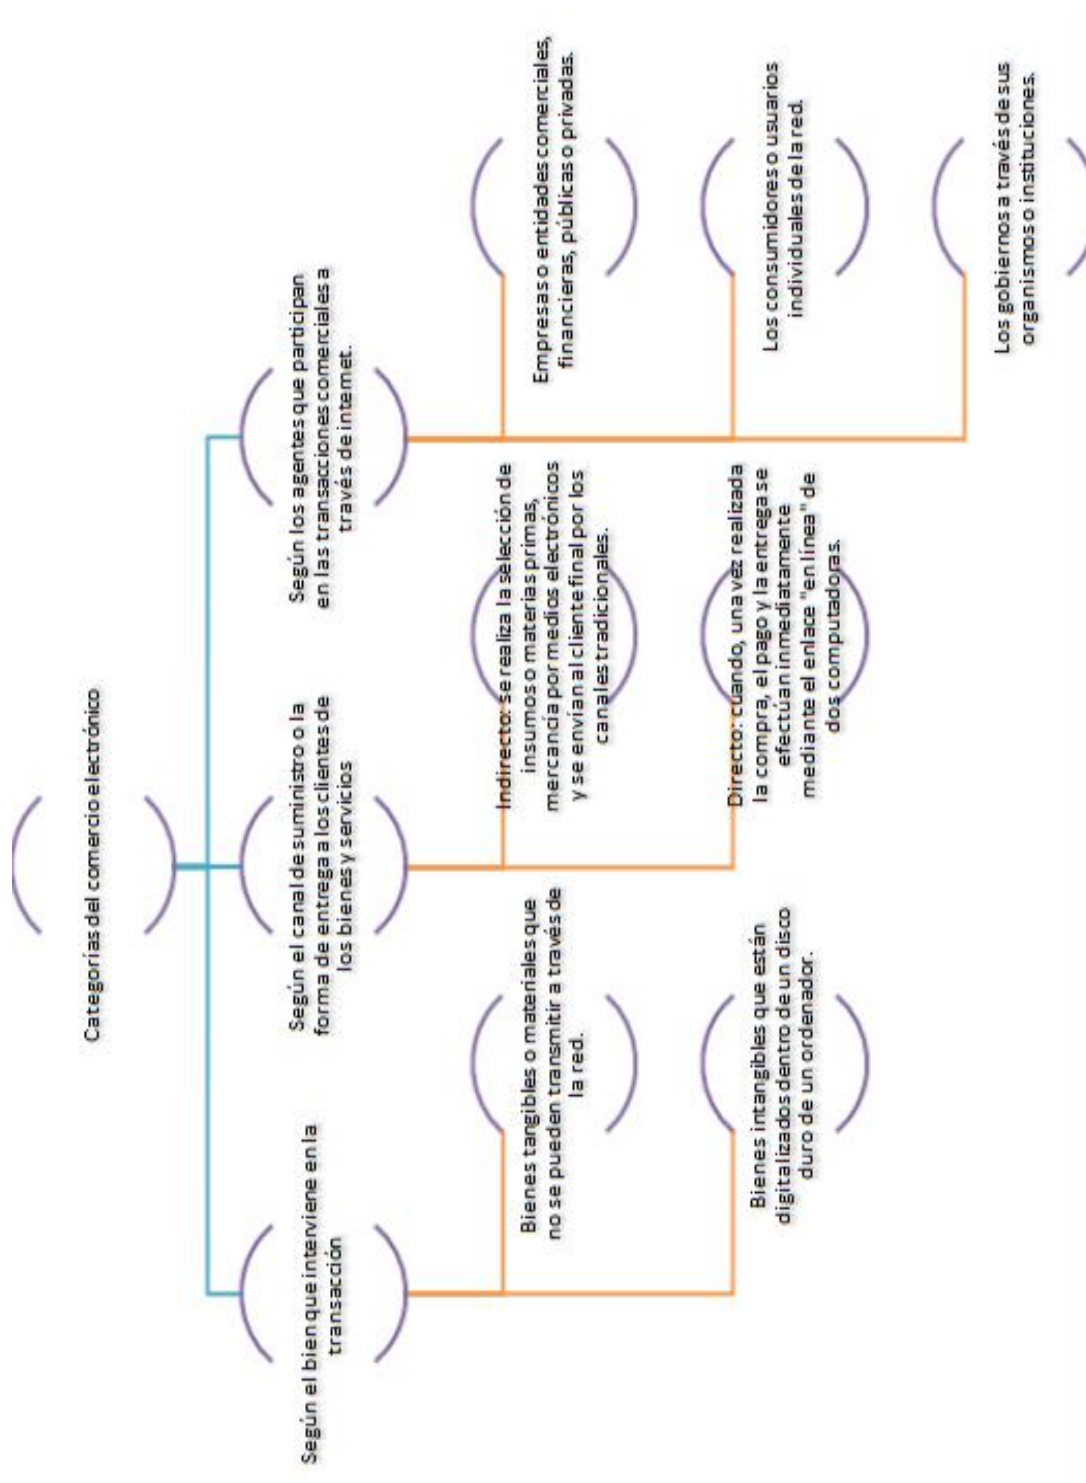 Categorías del comercio electrónico
Según el bien que interviene en la
transacción
Bienes tangibles o materiales que
no se pueden transmitir a través de
la red.
Bienes intangibles que están
digitalizados dentro de un disco
duro de un ordenador.
Según el canal de suministro o la
forma de entrega a los clientes de
los bienes y servicios
Indirecto: se realiza la selección de
insumos o materias primas,
mercancía por medios electrónicos
y se envían al cliente final por los
canales tradicionales.
Directo: cuando, una vez realizada
la compra, el pago y la entrega se
efectúan inmediatamente
mediante el enlace "en línea" de
dos computadoras.
Según los agentes que participan
en las transacciones comerciales a
través de internet.
Empresas o entidades comerciales,
financieras, públicas o privadas.
Los consumidores o usuarios
individuales de la red.
Los gobiernos a través de sus
organismos o instituciones.